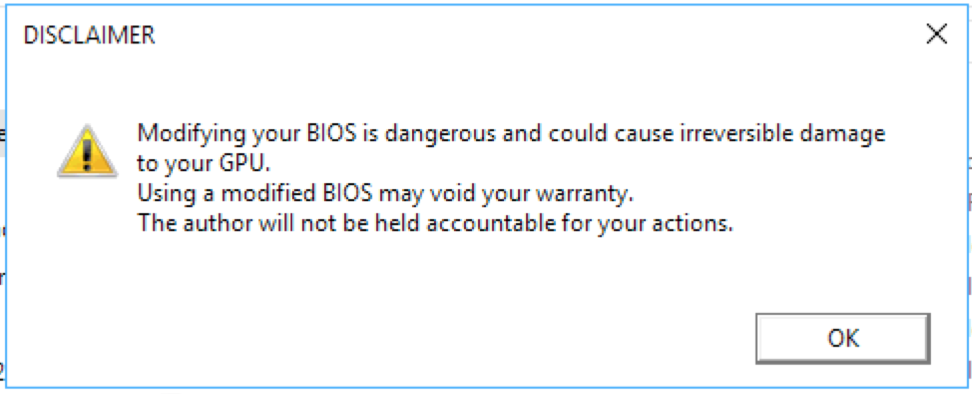 DISCLAIMER
Modifying your BIOS is dangerous and could cause irreversible damage
to your GPU.
Using a modified BIOS may void your warranty.
The author will not be held accountable for your actions.
OK